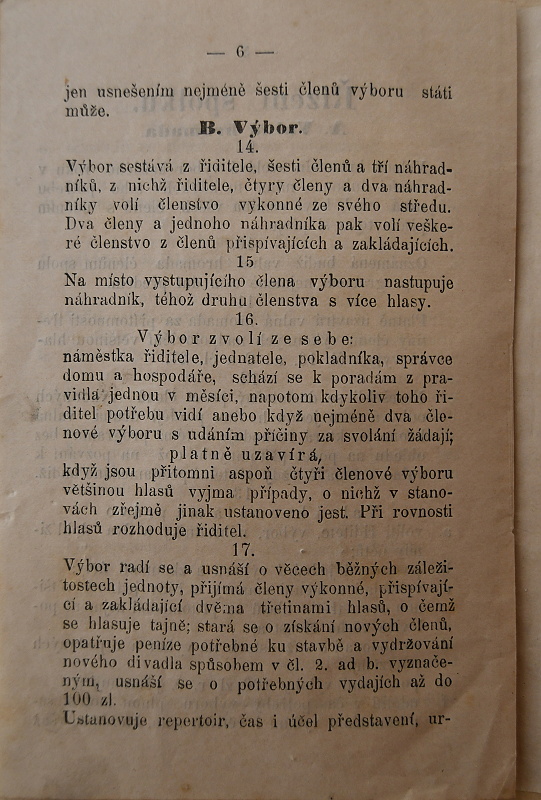 — 6 —
jen usnešením nejméně šesti členů výboru státi
může.
B. Výbor.
14.
Výbor sestává z řiditele, šesti členů a tří náhrad-
níků, z nichž řiditele, čtyry členy a dva náhrad-
níky volí členstvo výkonné ze svého středu.
Dva členy a jednoho náhradníka pak volí veške-
ré členstvo z členů přispívajících a zakládajících.
15
Na místo vystupujícího člena výboru nastupuje
náhradník, téhož druhu členstva s více hlasy.
16.
Výbor zvolí ze sebe:
náměstka řiditele, jednatele, pokladníka, správce
domu a hospodáře, schází se k poradám z pra-
vidla jednou v měsíci, napotom kdykoliv toho ři-
ditel potřebu vidí anebo když nejméně dva čle-
nové výboru s udáním příčiny za svolání žádají;
platně uzavírá,
když jsou přitomni aspoň čtyři členové výboru
většinou hlasů vyjma případy, o nichž v stano-
vách zřejmě jinak ustanoveno jest. Při rovnosti
hlasů rozhoduje řiditel.
17.
Výbor radí se a usnáší o věcech běžných záleži-
tostech jednoty, přijímá členy výkonné, přispívají-
cí a zakládající dvěma třetinami hlasů, o čemž
se hlasuje tajně; stará se o získání nových členů,
opatřuje peníze potřebné ku stavbě a vydržování
nového divadla spůsobem v čl. 2. ad b. vyznače-
ným, usnáší se o potřebných vydajích až do
100 zl.
Ustanovuje repertoir, čas i účel představení, ur-